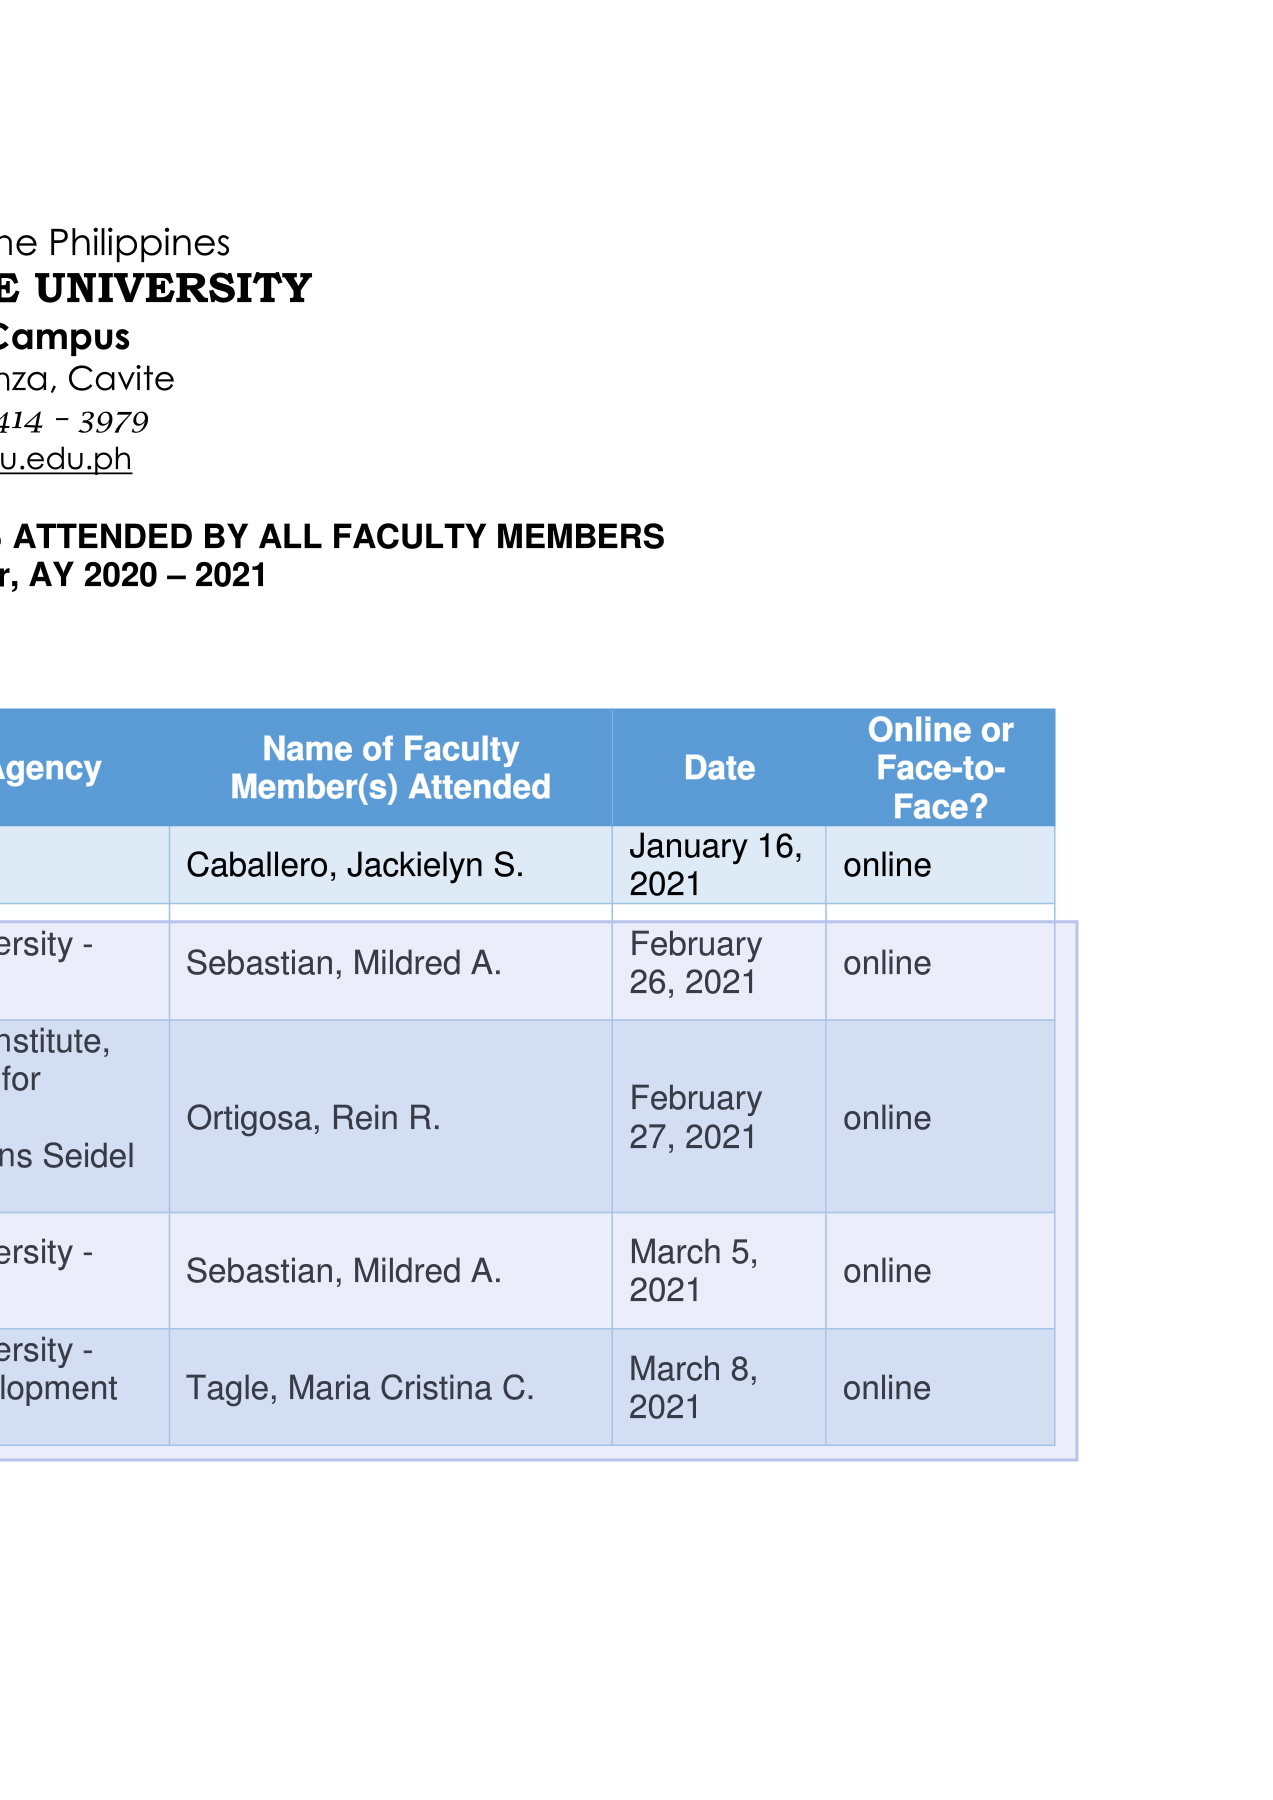 he Philippines
E UNIVERSITY
Campus
nza, Cavite
414 – 3979
u.edu.ph
ATTENDED BY ALL FACULTY MEMBERS
r, AY 2020 – 2021
Agency
Name of Faculty
Member(s) Attended
Date
Online or
Face-to-
Face?
Caballero, Jackielyn S.
January 16,
2021
online
ersity -
Sebastian, Mildred A.
February
26, 2021
online
nstitute,
for
ns Seidel
Ortigosa, Rein R.
February
27, 2021
online
ersity -
Sebastian, Mildred A.
March 5,
2021
online
ersity -
lopment
Tagle, Maria Cristina C.
March 8,
2021
online